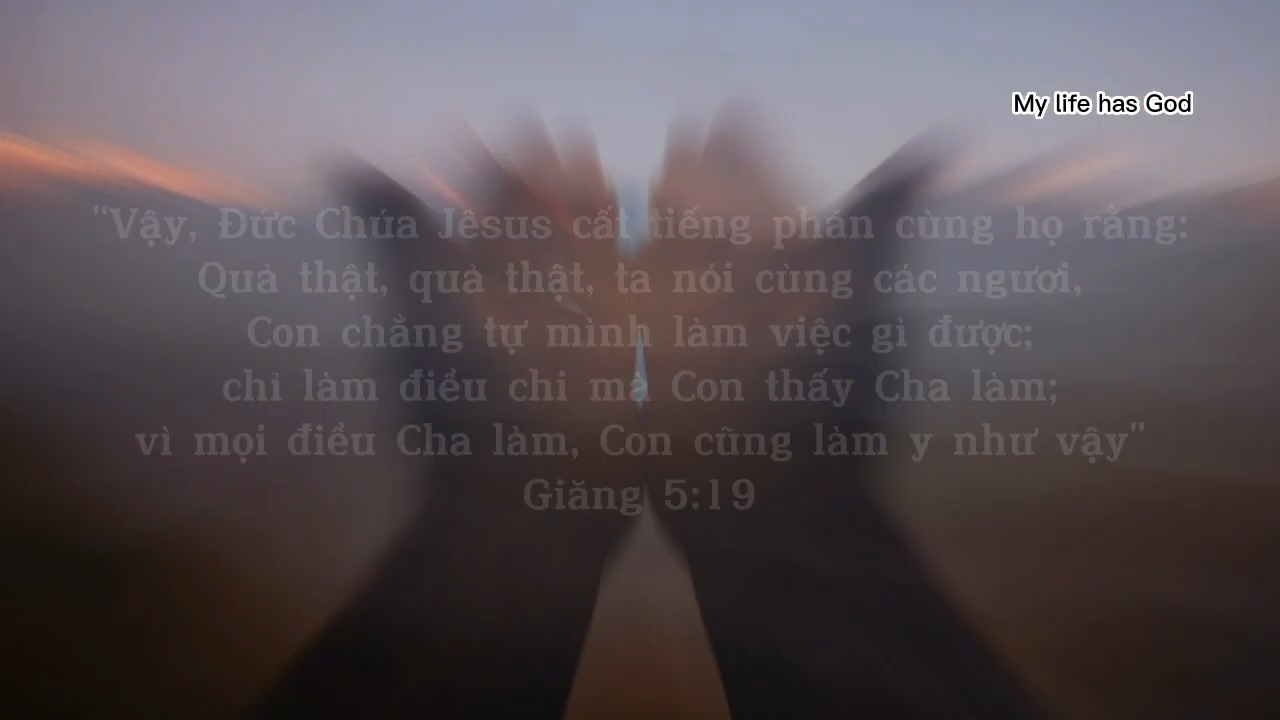 My life has God
"Vậy, Đức Chúa Jêsus cất tiếng phán cùng họ rằng:
Quả thật, quả thật, ta nói cùng các ngươi,
Con chẳng tự mình làm việc gì được;
chỉ làm điều chi mà Con thấy Cha làm;
vì mọi điều Cha làm, Con cũng làm y như vậy"
Giăng 5:19